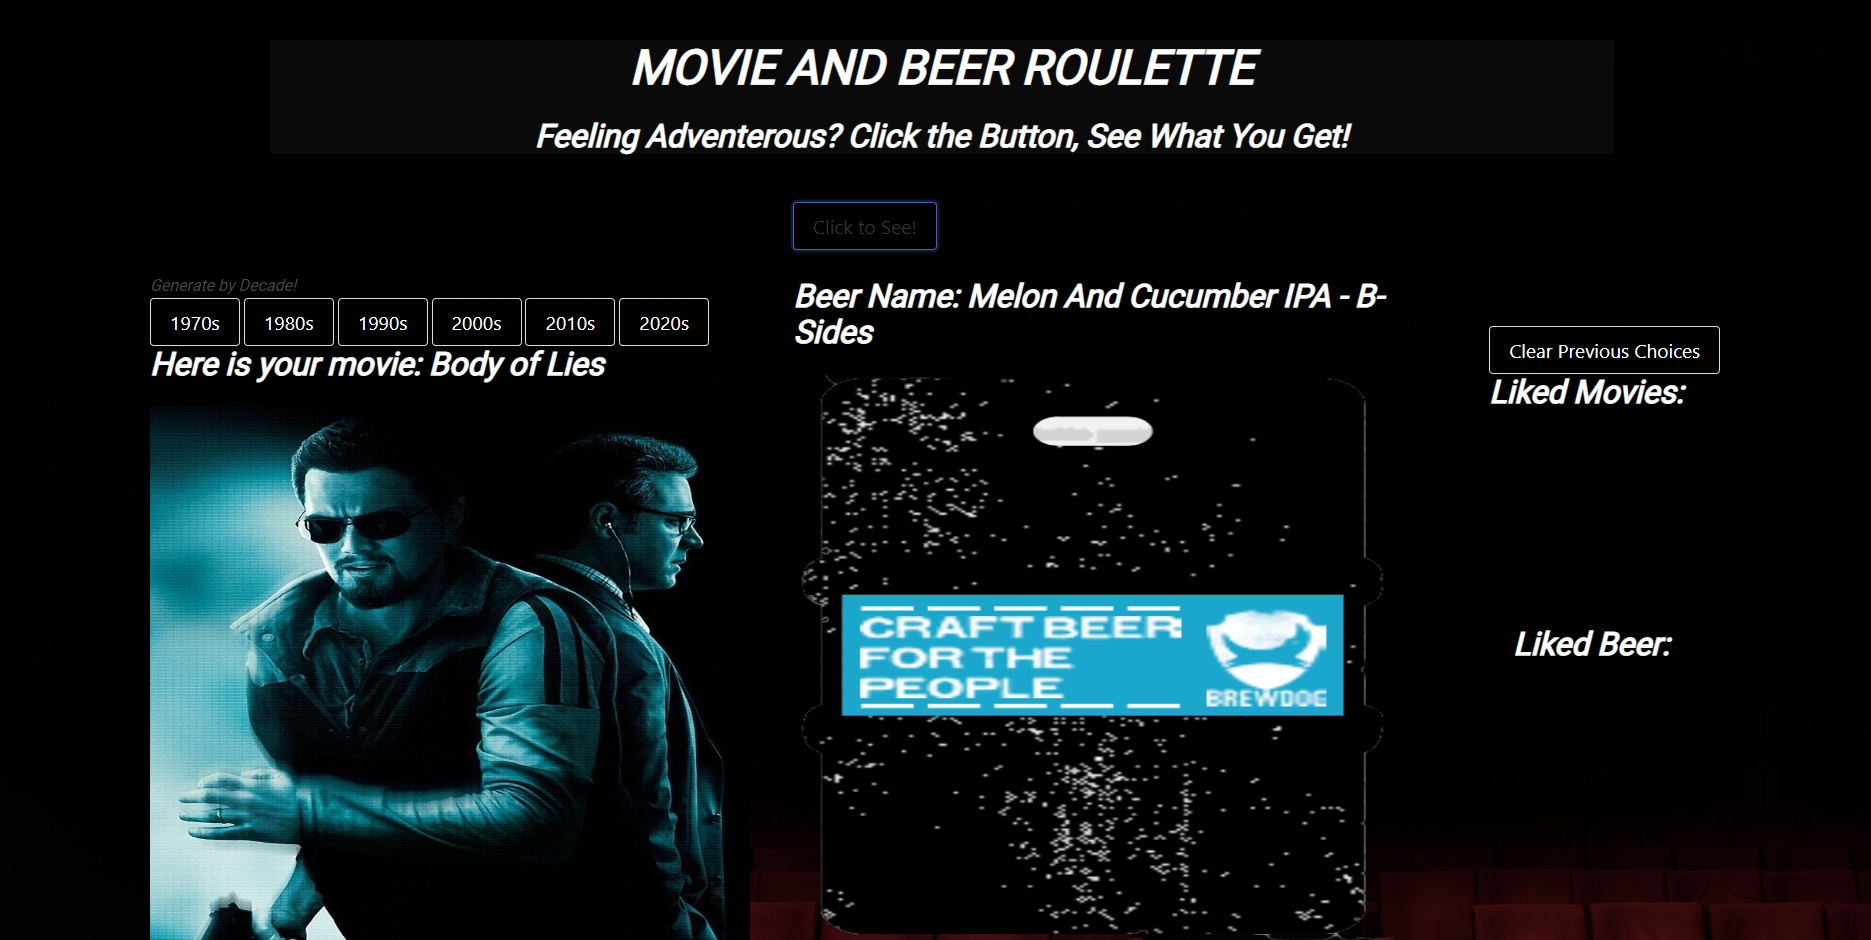 MOVIE AND BEER ROULETTE
Feeling Adventerous? Click the Button, See What You Get!
Click to See!
Generate by Decade!
1970s 1980s 1990s 2000s 2010s 2020s
Here is your movie: Body of Lies
Beer Name: Melon And Cucumber IPA - B-
Sides
CRAFT BEER
FOR THE
PEOPLE
BREWDOG
Clear Previous Choices
Liked Movies:
Liked Beer: